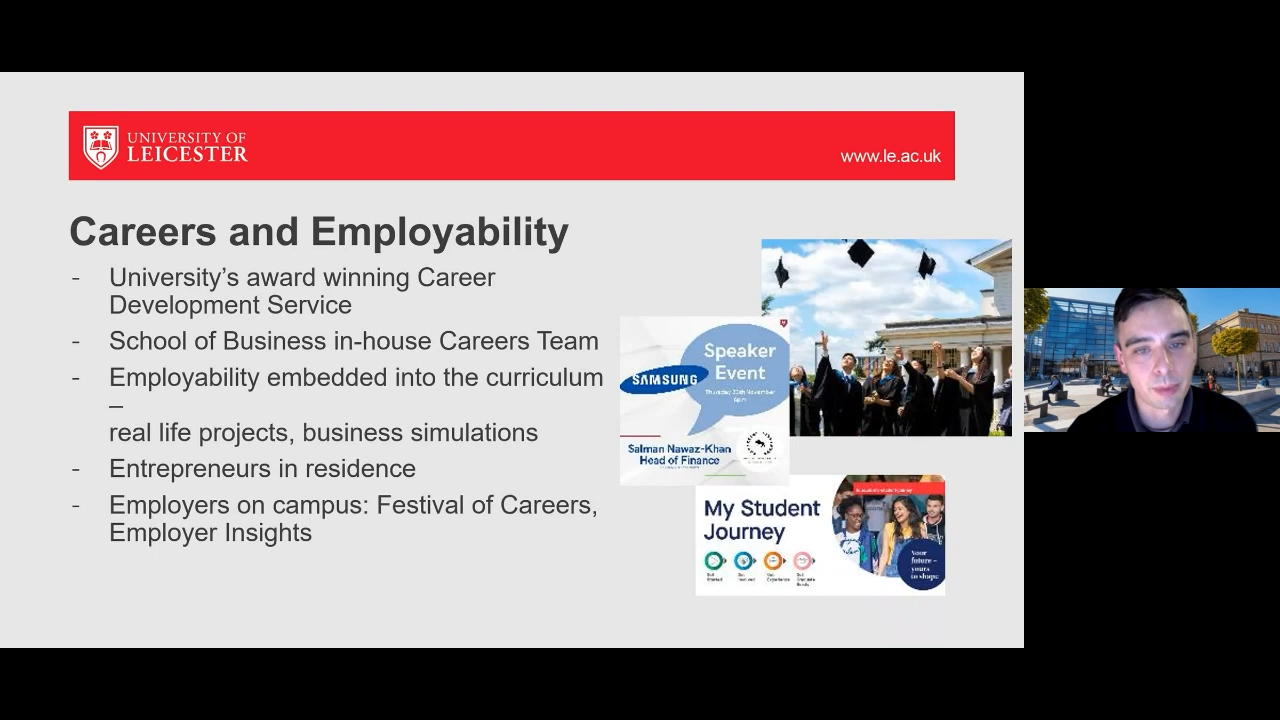 UNIVERSITY OF
LEICESTER
www.le.ac.uk
Careers and Employability
- University’s award winning Career
Development Service
- School of Business in-house Careers Team
- Employability embedded into the curriculum
–
real life projects, business simulations
- Entrepreneurs in residence
- Employers on campus: Festival of Careers,
Employer Insights
Speaker
Event
SAMSUNG
Thursday 30th November
6pm
Salman Nawaz-Khan
Head of Finance
My Student
Journey
Your
future –
yours
to shape